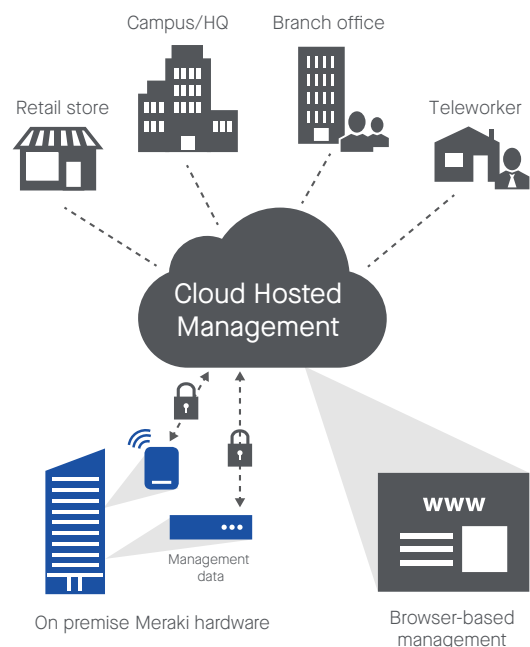 Campus/HQ
Branch office
Retail store
Teleworker
Cloud Hosted
Management
www
Management
data
On premise Meraki hardware
Browser-based
management